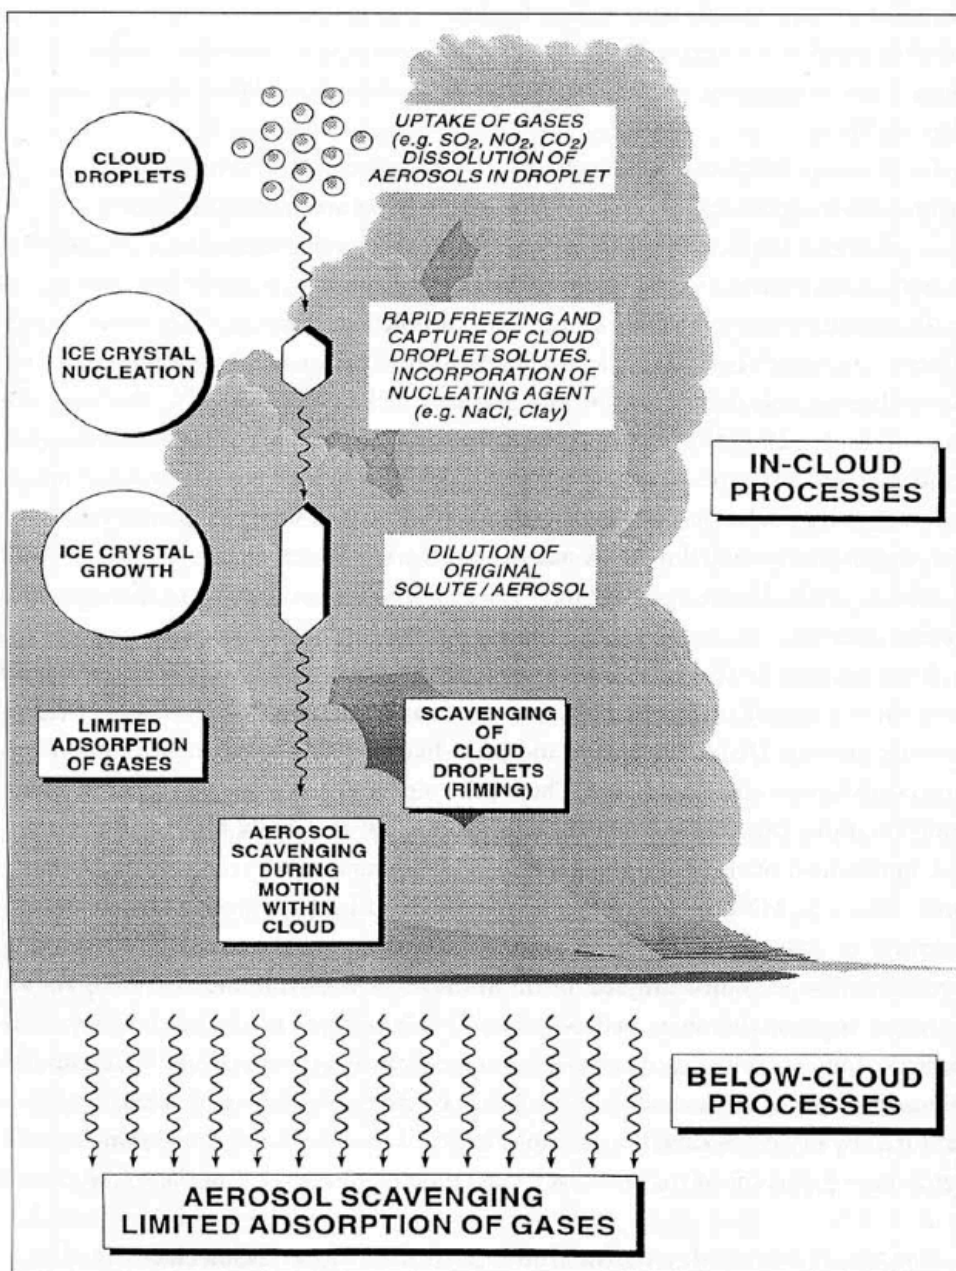 CLOUD
DROPLETS
UPTAKE OF GASES
(e.g. SO₂, NO₂, CO₂)
DISSOLUTION OF
AEROSOLS IN DROPLET
ICE CRYSTAL
NUCLEATION
RAPID FREEZING AND
CAPTURE OF CLOUD
DROPLET SOLUTES.
INCORPORATION OF
NUCLEATING AGENT
(e.g. NaCl, Clay)
IN-CLOUD
PROCESSES
ICE CRYSTAL
GROWTH
DILUTION OF
ORIGINAL
SOLUTE / AEROSOL
LIMITED
ADSORPTION
OF GASES
SCAVENGING
OF
CLOUD
DROPLETS
(RIMING)
AEROSOL
SCAVENGING
DURING
MOTION
WITHIN
CLOUD
BELOW-CLOUD
PROCESSES
AEROSOL SCAVENGING
LIMITED ADSORPTION OF GASES